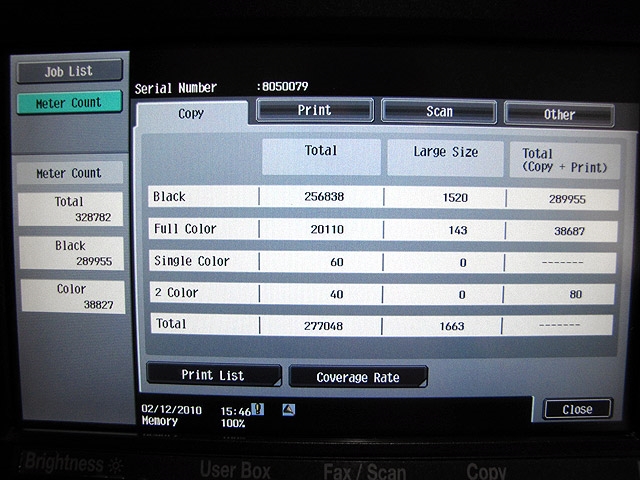 Job List
Meter Count
Serial Number :8050079
Copy Print Scan Other
Meter Count
Total
328782
Black
289955
Color
38827
Total Large Size Total
(Copy + Print)
Black 256838 1520 289955
Full Color 20110 143 38687
Single Color 60 0 -------
2 Color 40 0 80
Total 277048 1663 -------
Print List Coverage Rate
02/12/2010 15:46
Memory 100%
Close
Brightness User Box Fax / Scan Copy